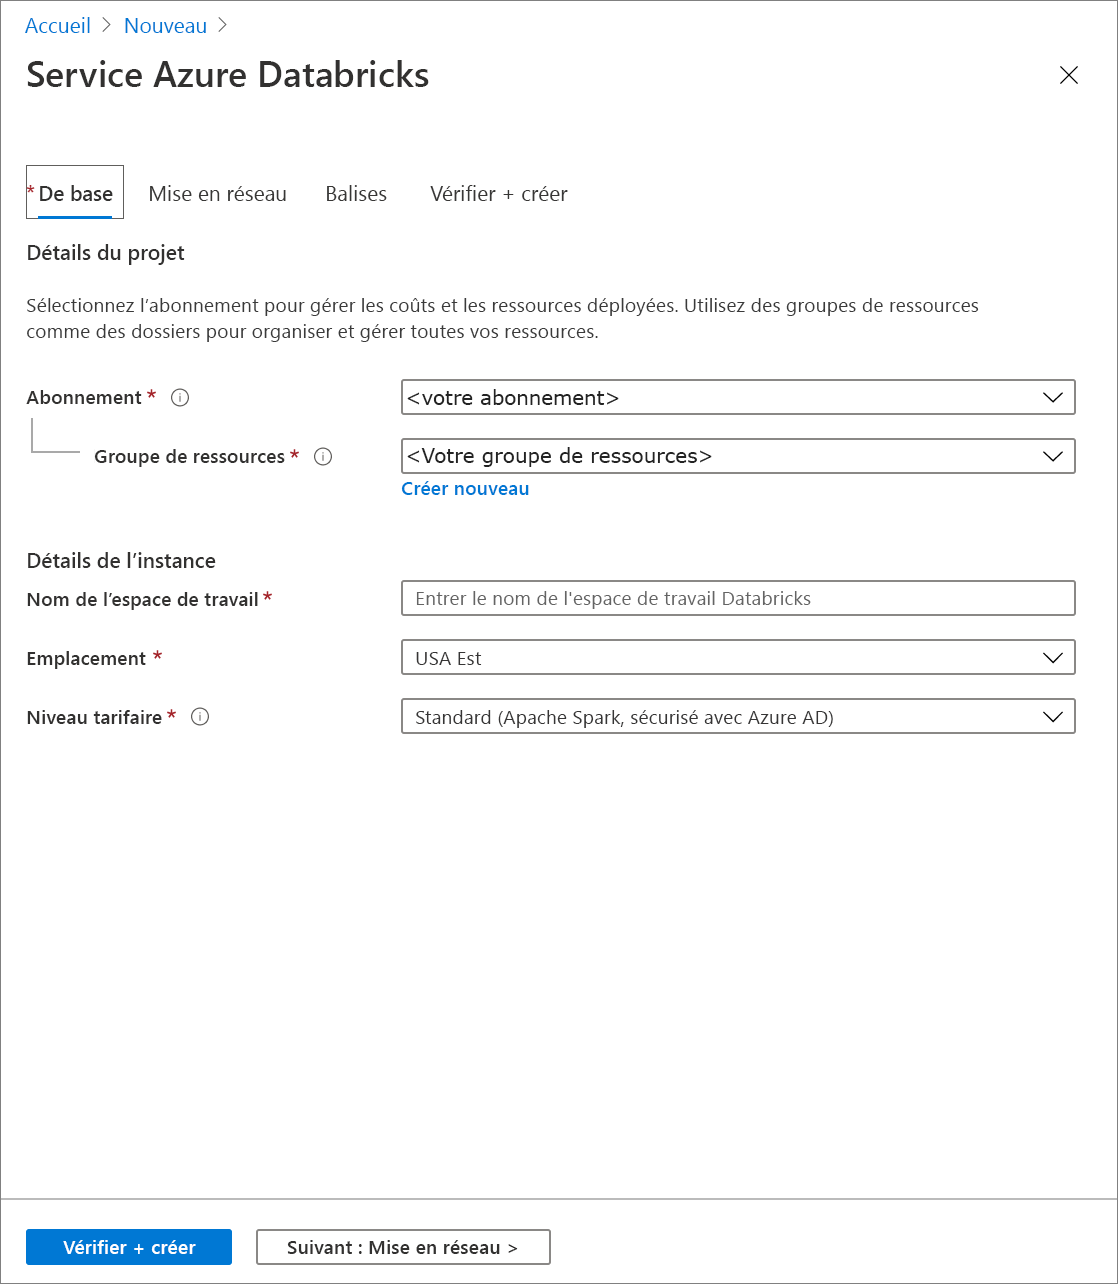 Accueil > Nouveau >
Service Azure Databricks
* De base Mise en réseau Balises Vérifier + créer
Détails du projet
Sélectionnez l’abonnement pour gérer les coûts et les ressources déployées. Utilisez des groupes de ressources
comme des dossiers pour organiser et gérer toutes vos ressources.
Abonnement * <votre abonnement>
Groupe de ressources * <Votre groupe de ressources>
Créer nouveau
Détails de l’instance
Nom de l’espace de travail * Entrer le nom de l'espace de travail Databricks
Emplacement * USA Est
Niveau tarifaire * Standard (Apache Spark, sécurisé avec Azure AD)
Vérifier + créer Suivant : Mise en réseau >